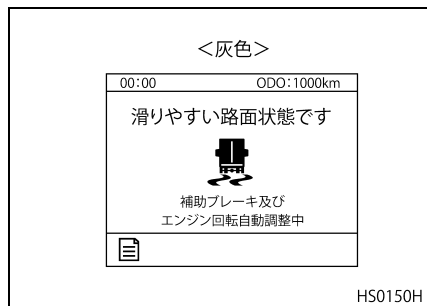 ＜灰色＞
00:00 ODO:1000km
滑りやすい路面状態です
補助ブレーキ及び
エンジン回転自動調整中
HS0150H